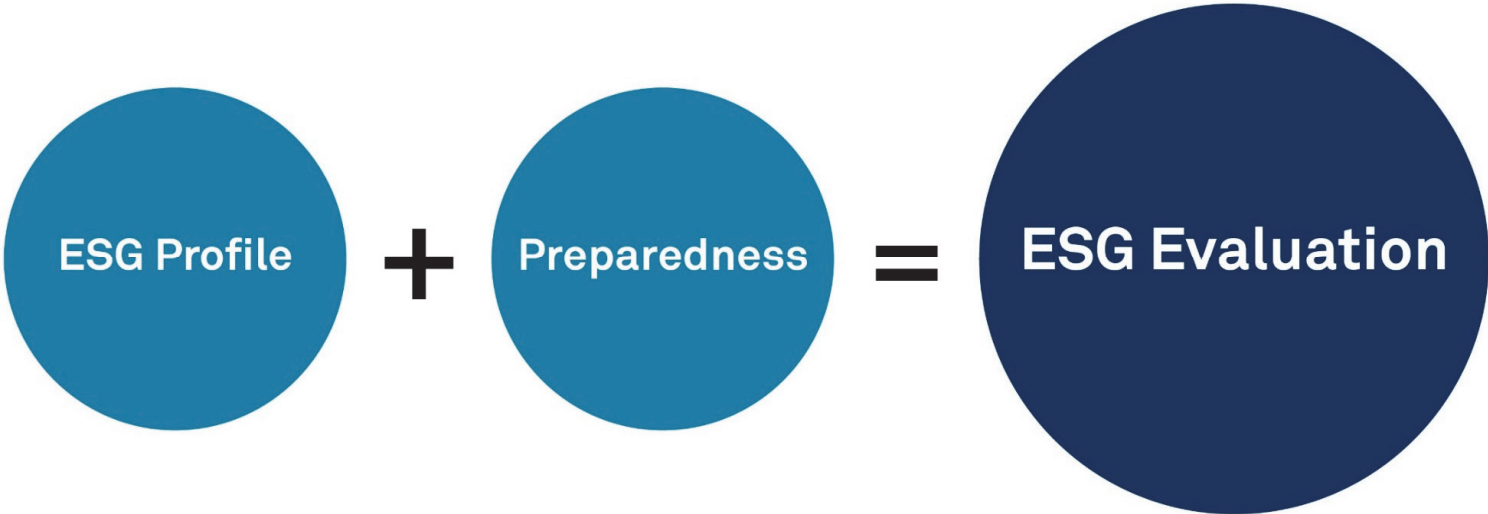 ESG Profile + Preparedness = ESG Evaluation